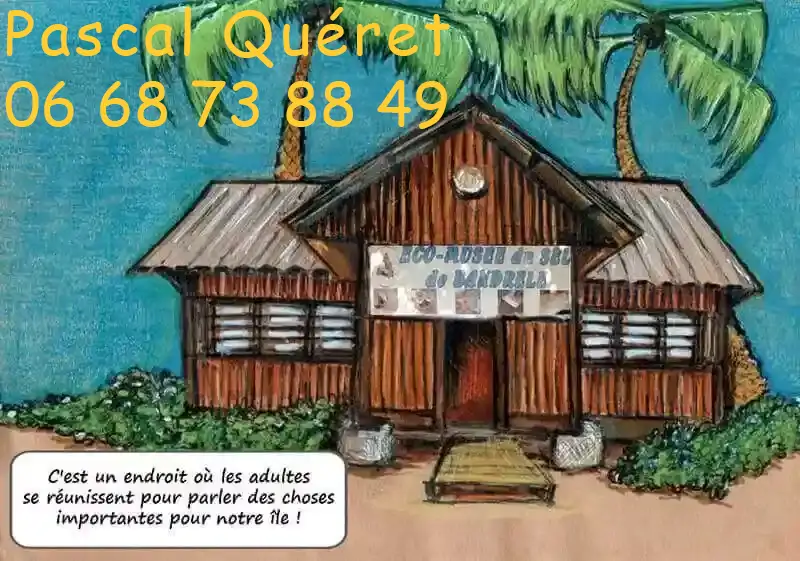 Pascal Quéret
06 68 73 88 49
ECO-MUSEE du SEL
de BANDRELE
C'est un endroit où les adultes
se réunissent pour parler des choses
importantes pour notre île !